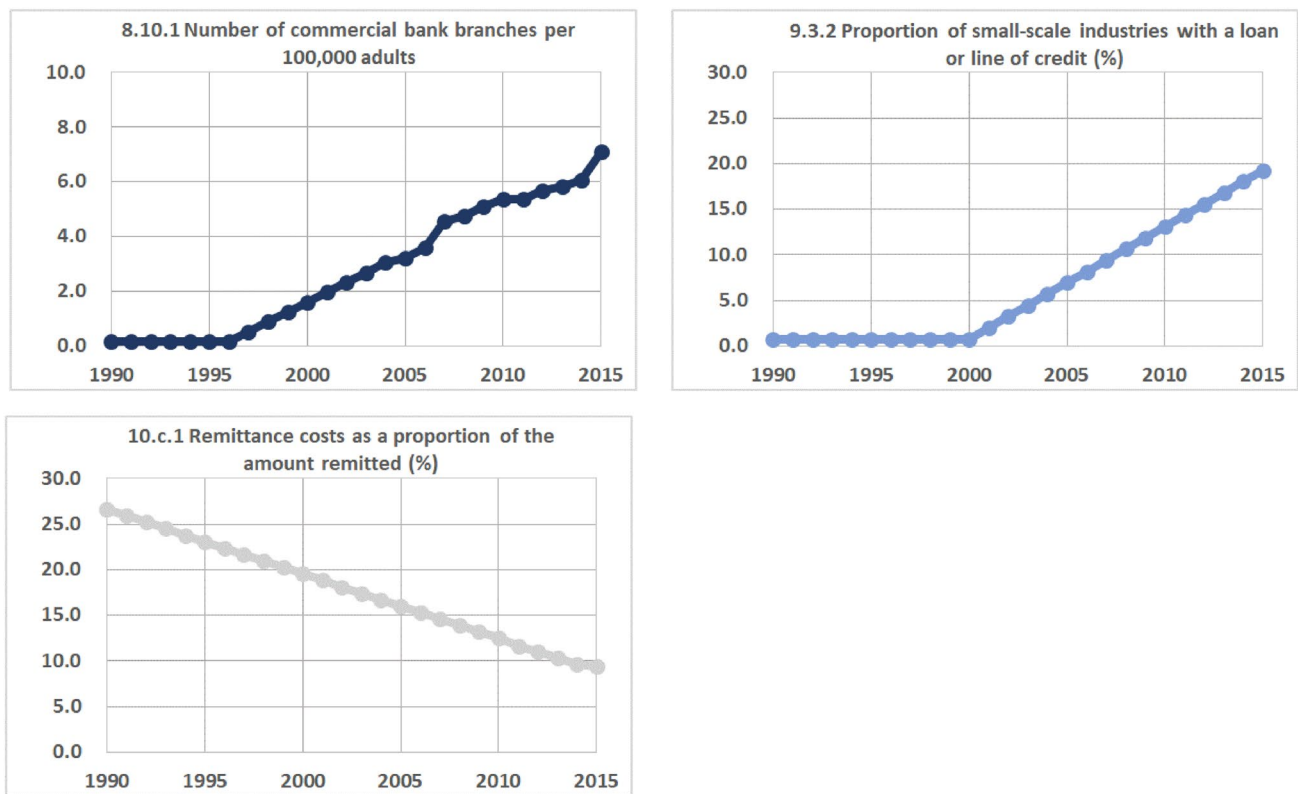 8.10.1 Number of commercial bank branches per
100,000 adults
10.0
8.0
6.0
4.0
2.0
0.0
1990 1995 2000 2005 2010 2015
9.3.2 Proportion of small-scale industries with a loan
or line of credit (%)
30.0
25.0
20.0
15.0
10.0
5.0
0.0
1990 1995 2000 2005 2010 2015
10.c.1 Remittance costs as a proportion of the
amount remitted (%)
30.0
25.0
20.0
15.0
10.0
5.0
0.0
1990 1995 2000 2005 2010 2015